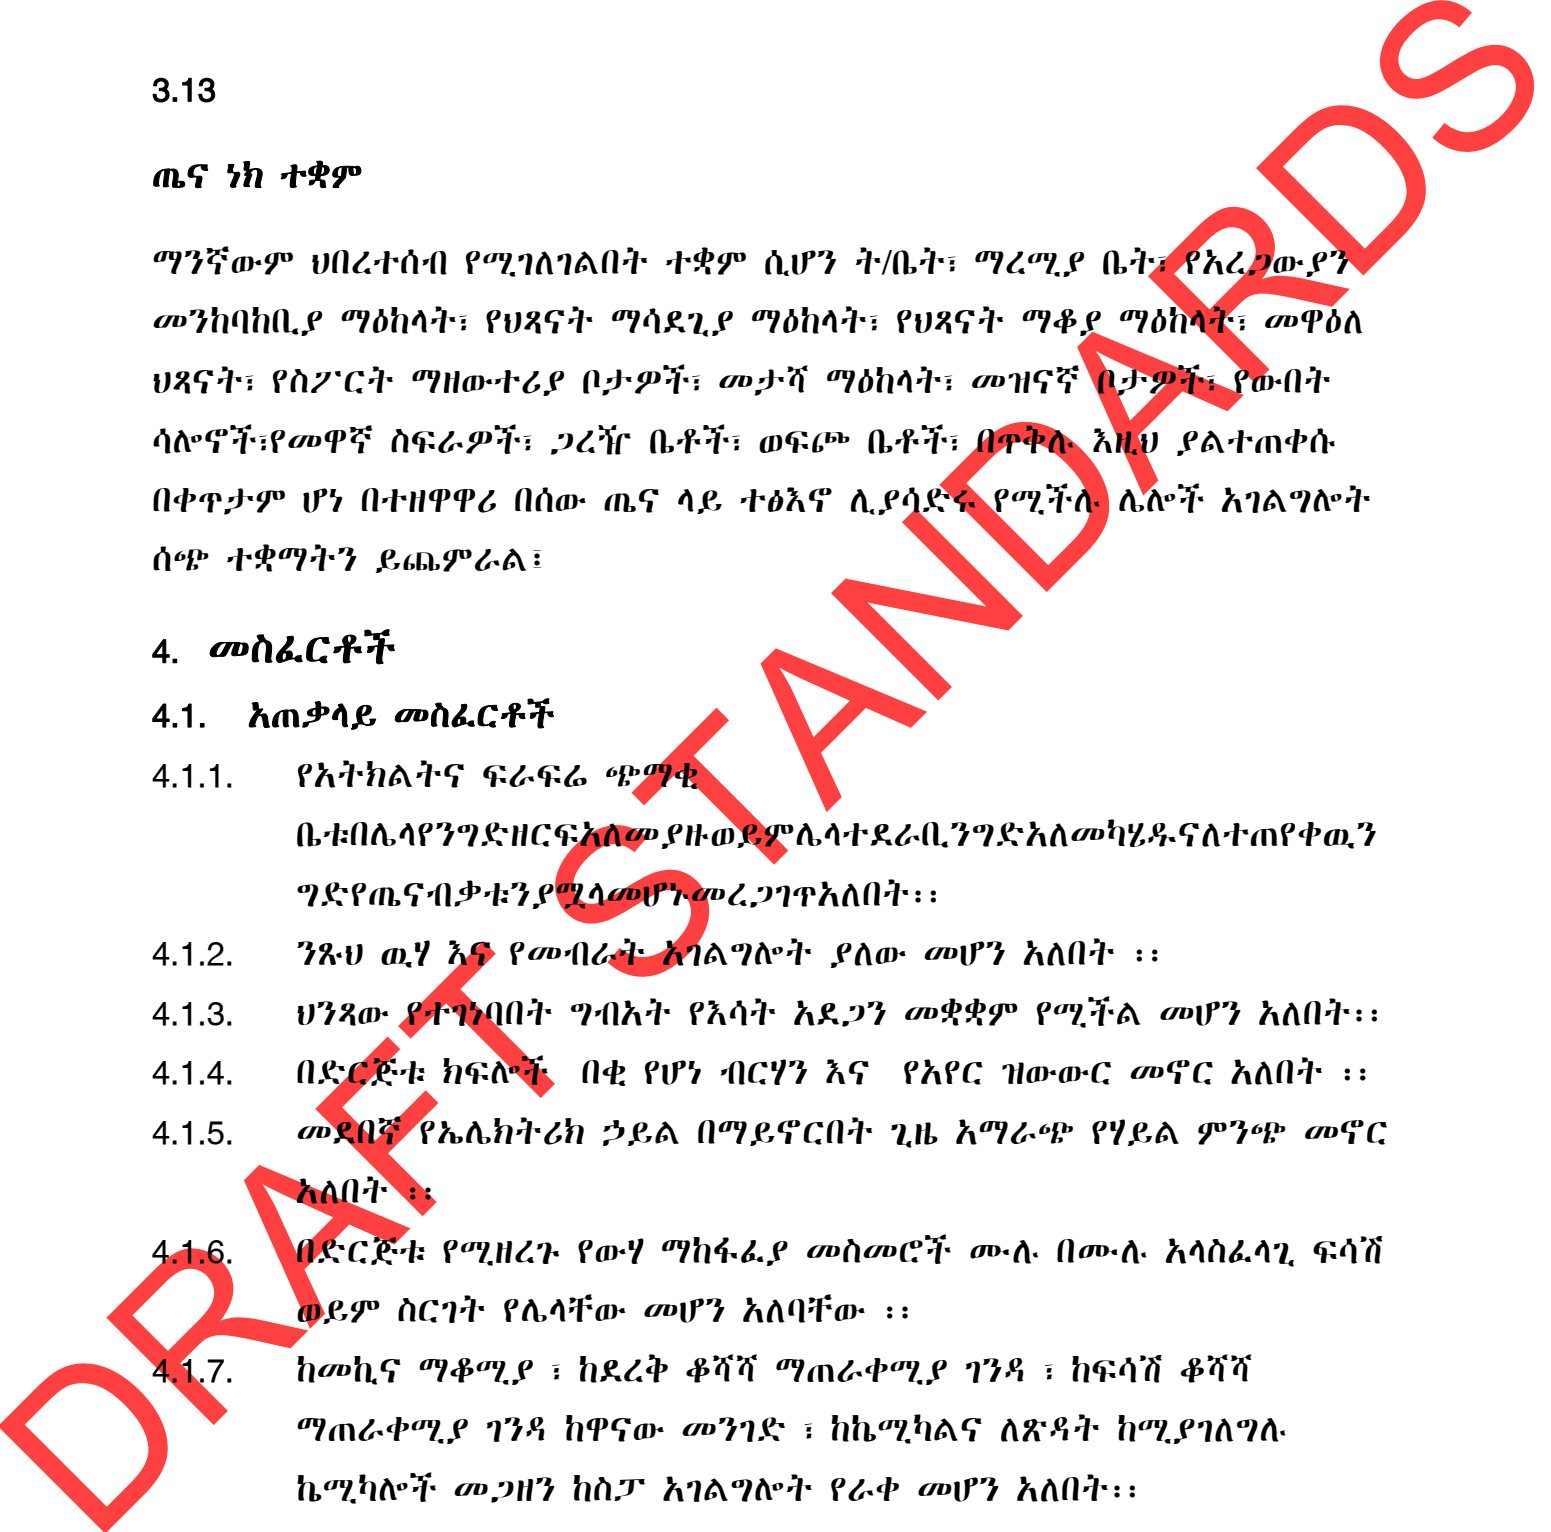 3.13
ጤና ነክ ተቋም
ማንኛውም ህበረተሰብ የሚገለገልበት ተቋም ሲሆን ት/ቤት፣ ማረሚያ ቤት፣ የአረጋውያን
መንከባከቢያ ማዕከላት፣ የህጻናት ማሳደጊያ ማዕከላት፣ የህጻናት ማቆያ ማዕከላት፣ መዋዕለ
ህጻናት፣ የስፖርት ማዘውተሪያ ቦታዎች፣ መታሻ ማዕከላት፣ መዝናኛ ቦታዎች፣ የውበት
ሳሎኖች፣የመዋኛ ስፍራዎች፣ ጋረዥ ቤቶች፣ ወፍጮ ቤቶች፣ በጥቅሉ እዚህ ያልተጠቀሱ
በቀጥታም ሆነ በተዘዋዋሪ በሰው ጤና ላይ ተፅእኖ ሊያሳድሩ የሚችሉ ሌሎች አገልግሎት
ሰጭ ተቋማትን ይጨምራል፤
4. መስፈርቶች
4.1. አጠቃላይ መስፈርቶች
4.1.1. የአትክልትና ፍራፍሬ ጭማቂ
ቤቱበሌላየንግድዘርፍአለመያዙወይምሌላተደራቢንግድአለመካሄዱናለተጠየቀዉን
ግድየጤናብቃቱንያሟላመሆኑመረጋገጥአለበት፡፡
4.1.2. ንጹህ ዉሃ እና የመብራት አገልግሎት ያለው መሆን አለበት ፡፡
4.1.3. ህንጻው የተገነባበት ግብአት የእሳት አደጋን መቋቋም የሚችል መሆን አለበት፡፡
4.1.4. በድርጅቱ ክፍሎች በቂ የሆነ ብርሃን እና የአየር ዝውውር መኖር አለበት ፡፡
4.1.5. መደበኛ የኤሌክትሪክ ኃይል በማይኖርበት ጊዜ አማራጭ የሃይል ምንጭ መኖር
አለበት ፡፡
4.1.6. በድርጅቱ የሚዘረጉ የውሃ ማከፋፈያ መስመሮች ሙሉ በሙሉ አላስፈላጊ ፍሳሽ
ወይም ስርገት የሌላቸው መሆን አለባቸው ፡፡
4.1.7. ከመኪና ማቆሚያ ፣ ከደረቅ ቆሻሻ ማጠራቀሚያ ገንዳ ፣ ከፍሳሽ ቆሻሻ
ማጠራቀሚያ ገንዳ ከዋናው መንገድ ፣ ከኬሚካልና ለጽዳት ከሚያገለግሉ
ኬሚካሎች መጋዘን ከስፓ አገልግሎት የራቀ መሆን አለበት፡፡
DRAFT STANDARDS